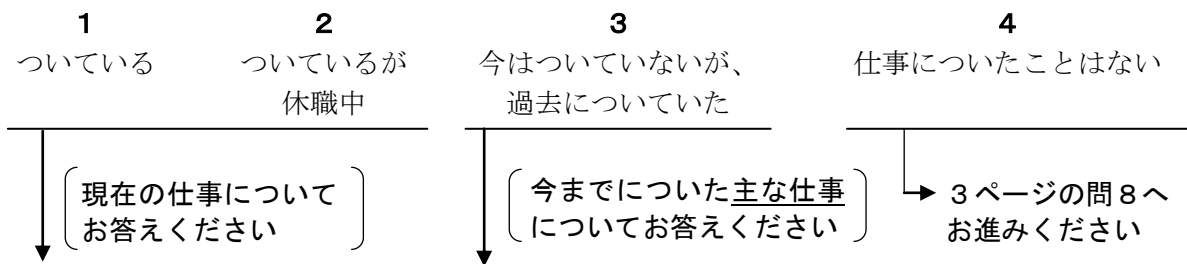 1 2 3 4
ついている ついているが 今はついていないが、 仕事についたことはない
休職中 過去についていた
現在の仕事について 今までについた主な仕事 3ページの問8へ
お答えください についてお答えください お進みください